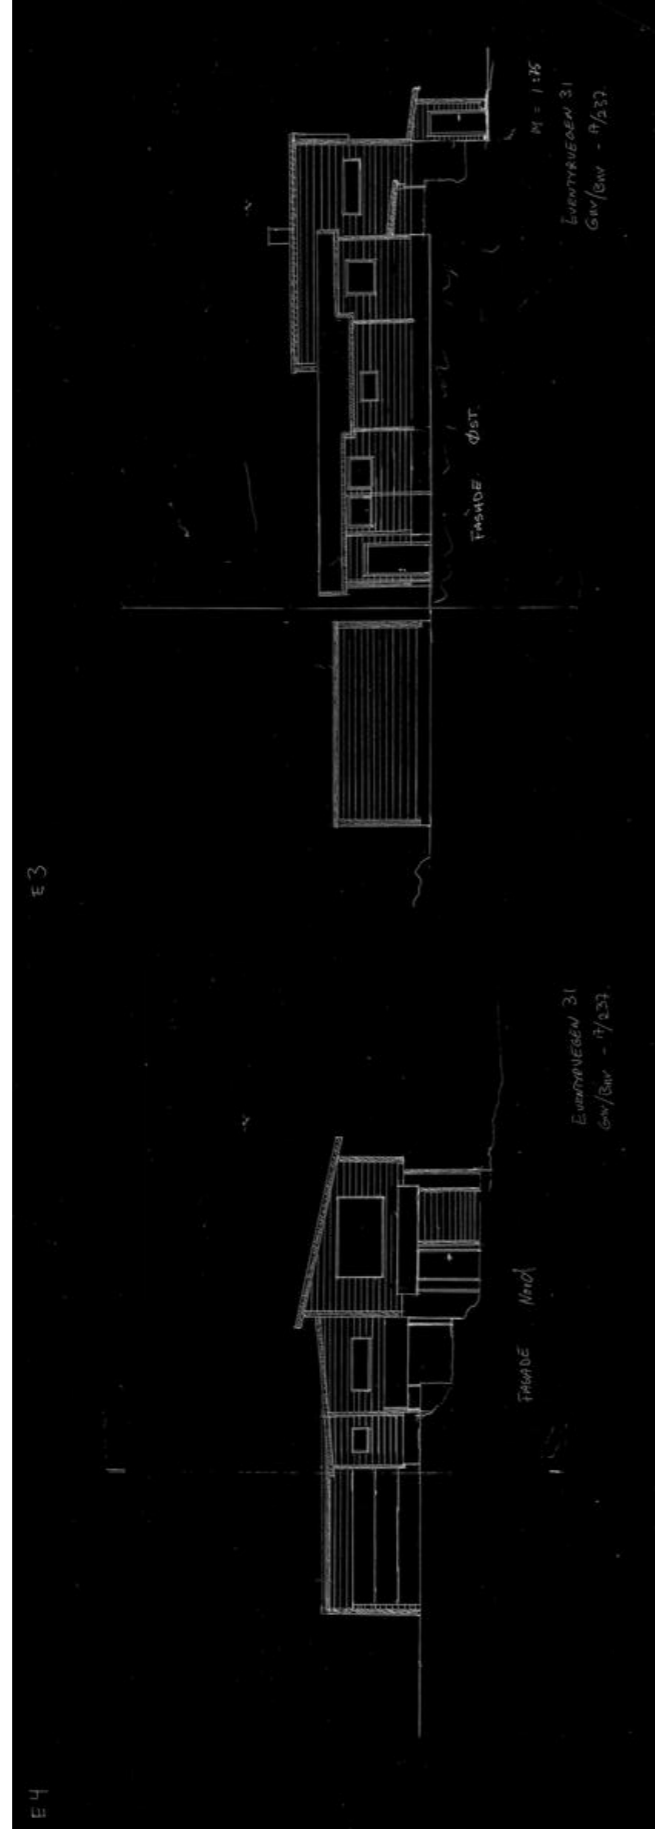 E3
FASADE ØST.
M = 1:75
EVENTYRVEGEN 31
GNR/BNR - 17/237.
E4
FASADE Nord
EVENTYRVEGEN 31
GNR/BNR - 17/237.